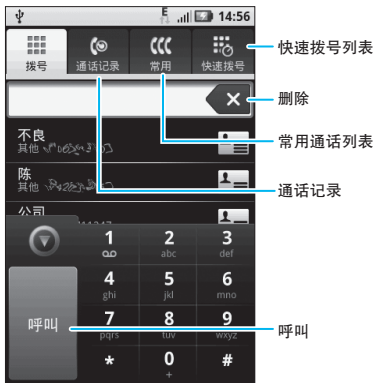 E 14:56
拨号 通话记录 常用 快速拨号
快速拨号列表
删除
不良
其他
常用通话列表
陈
其他
通话记录
公司
1 2 3
abc def
4 5 6
ghi jkl mno
呼叫
7 8 9
pqrs tuv wxyz
呼叫
* 0 #
+